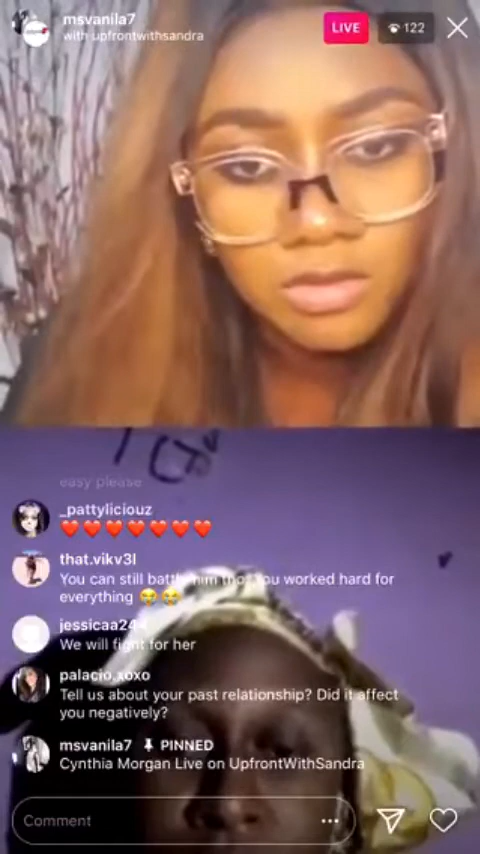 msvanila7
with upfrontwithsandra
LIVE
122
easy please
_pattyliciouz
❤️❤️❤️❤️❤️❤️❤️
that.vikv3l
You can still battle him tho. You worked hard for
everything 😭😭
jessicaa244
We will fight for her
palacio.xoxo
Tell us about your past relationship? Did it affect
you negatively?
msvanila7 📌 PINNED
Cynthia Morgan Live on UpfrontWithSandra
Comment